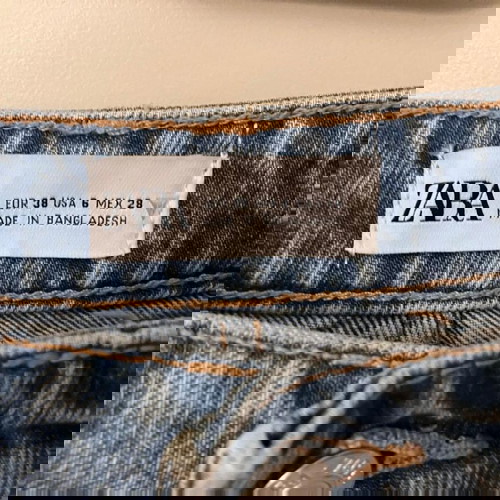 ZARA
EUR 38 USA 6 MEX 28
MADE IN BANGLADESH